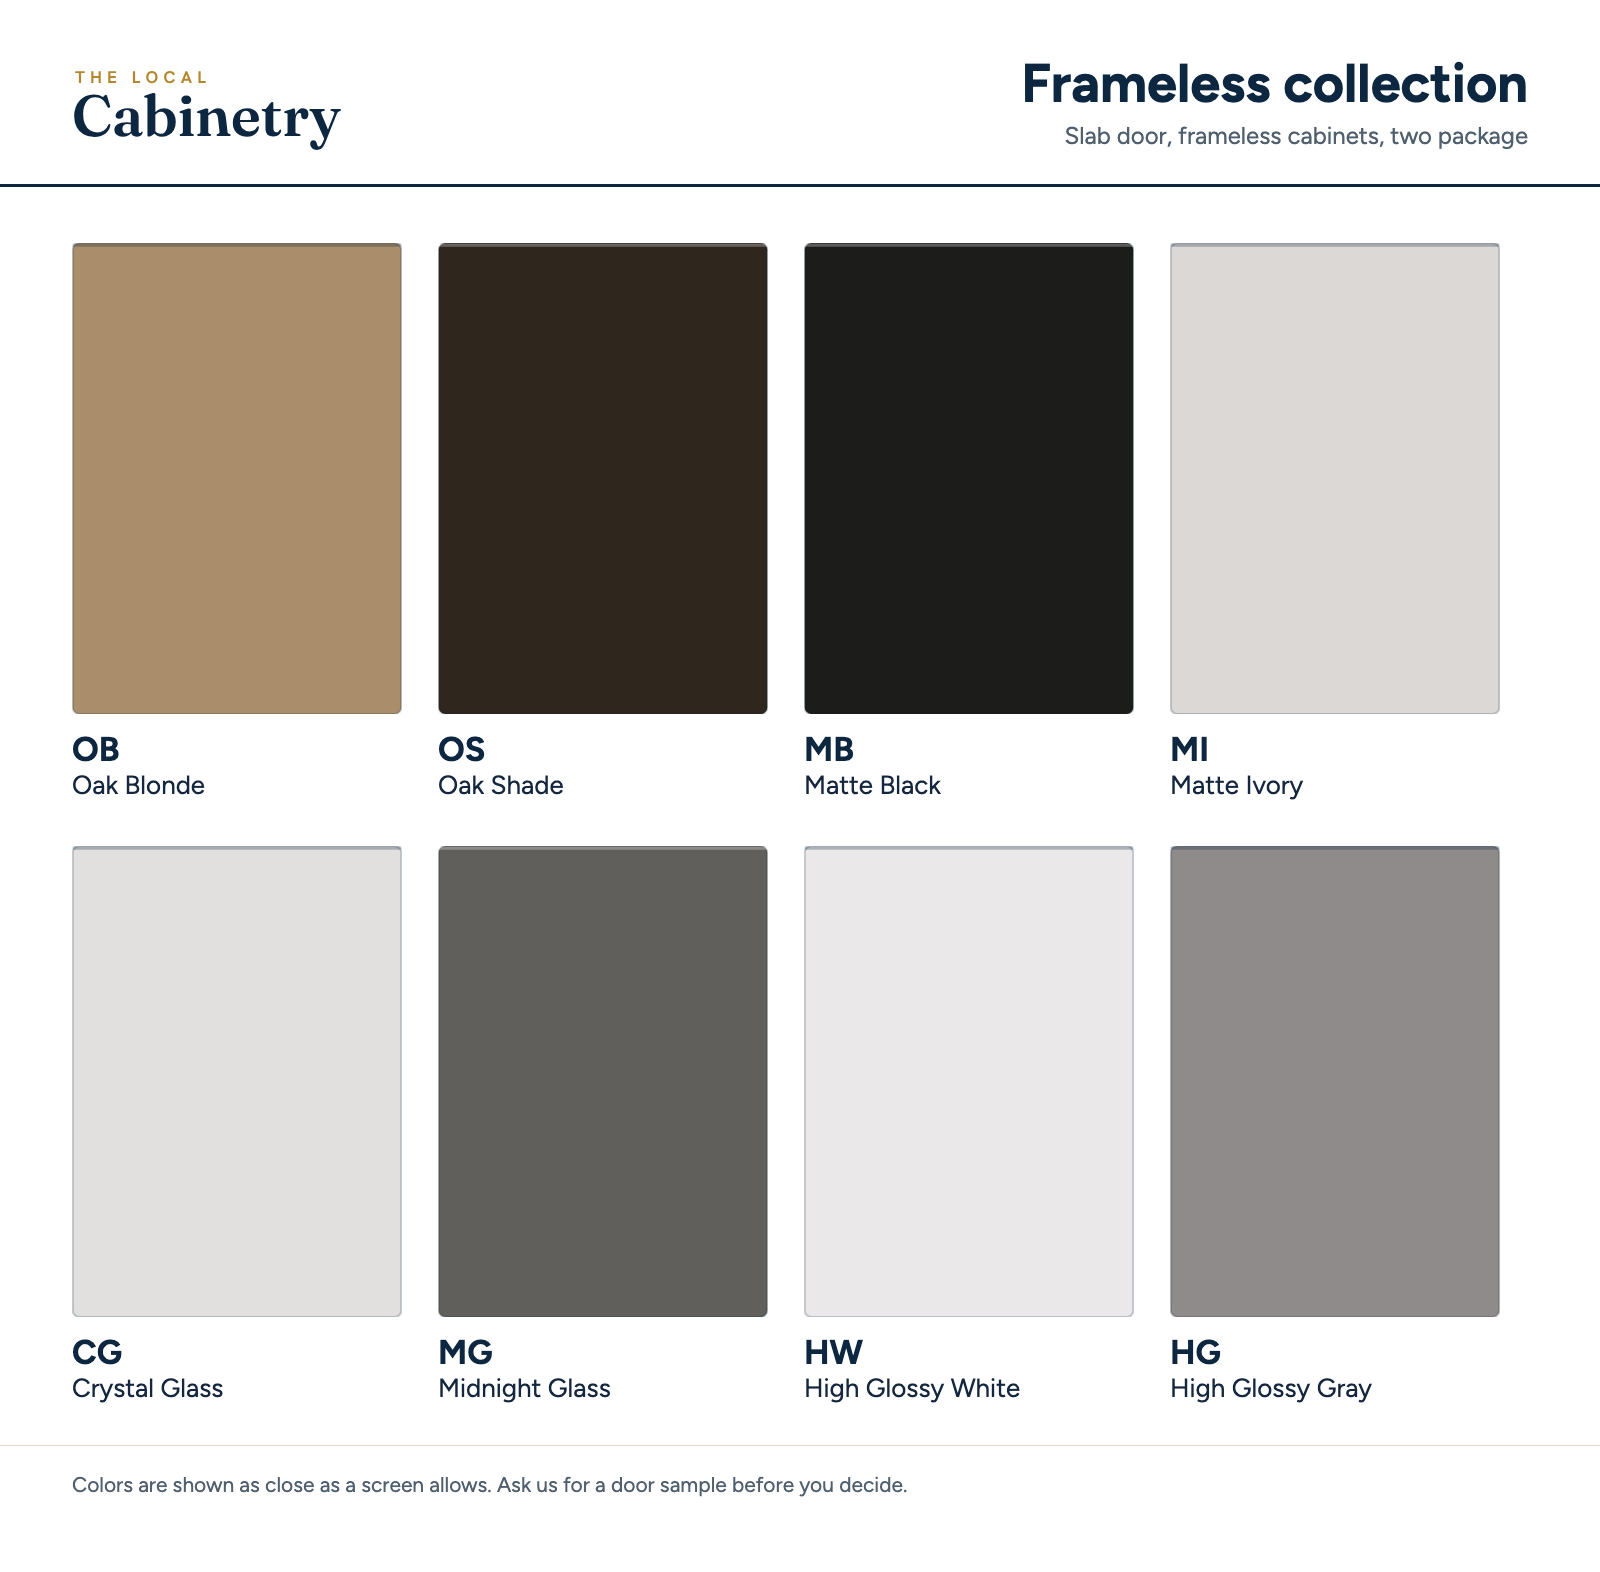 THE LOCAL
Cabinetry
Frameless collection
Slab door, frameless cabinets, two package
OB
Oak Blonde
OS
Oak Shade
MB
Matte Black
MI
Matte Ivory
CG
Crystal Glass
MG
Midnight Glass
HW
High Glossy White
HG
High Glossy Gray
Colors are shown as close as a screen allows. Ask us for a door sample before you decide.